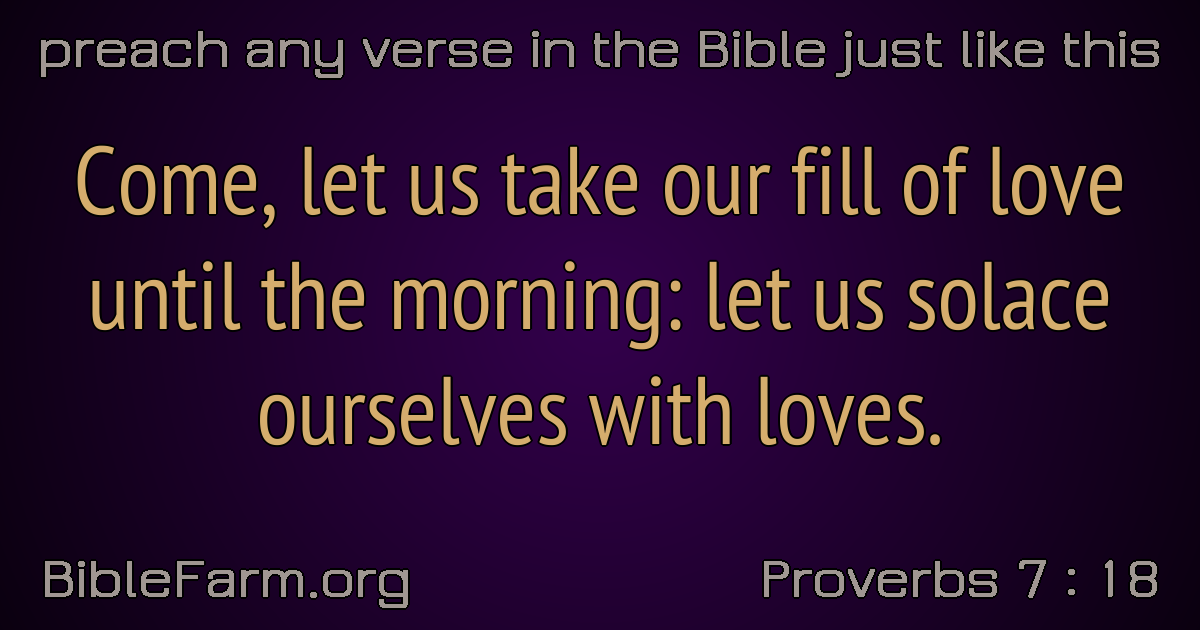 preach any verse in the Bible just like this
Come, let us take our fill of love
until the morning: let us solace
ourselves with loves.
BibleFarm.org
Proverbs 7 : 18